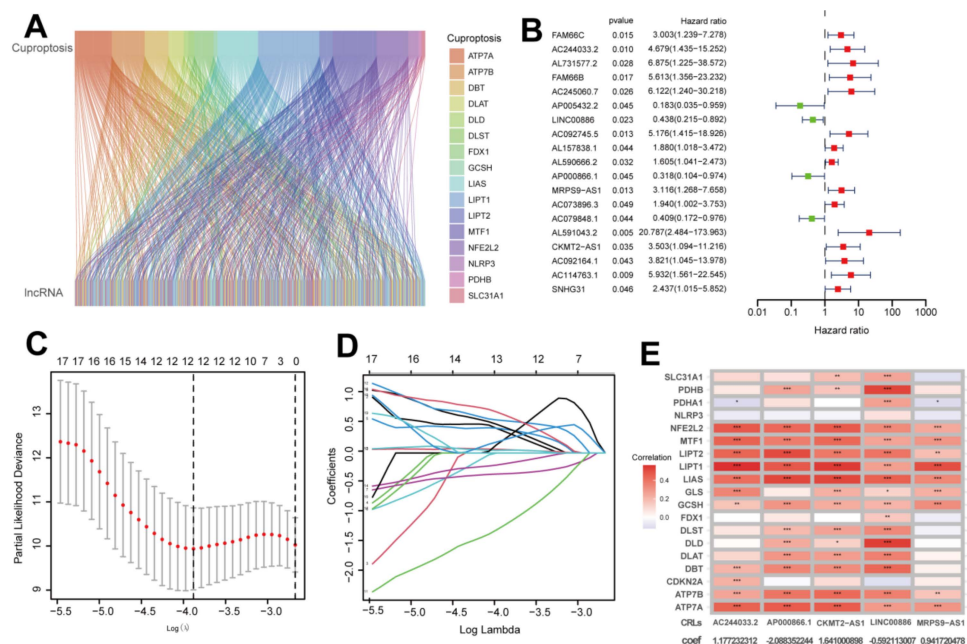 A
Cuproptosis
lncRNA
Cuproptosis
ATP7A
ATP7B
DBT
DLAT
DLD
DLST
FDX1
GCSH
LIAS
LIPT1
LIPT2
MTF1
NFE2L2
NLRP3
PDHB
SLC31A1
B
pvalue Hazard ratio
FAM66C 0.015 3.003(1.239-7.278)
AC244033.2 0.010 4.679(1.435-15.252)
AL731577.2 0.028 6.875(1.225-38.572)
FAM66B 0.017 5.613(1.356-23.232)
AC245060.7 0.026 6.122(1.240-30.218)
AP005432.2 0.045 0.183(0.035-0.959)
LINC00886 0.023 0.438(0.215-0.892)
AC092745.5 0.013 5.176(1.415-18.926)
AL157838.1 0.044 1.880(1.018-3.472)
AL590666.2 0.032 1.605(1.041-2.473)
AP000866.1 0.045 0.318(0.104-0.974)
MRPS9-AS1 0.013 3.116(1.268-7.658)
AC073896.3 0.049 1.940(1.002-3.753)
AC079848.1 0.044 0.409(0.172-0.976)
AL591043.2 0.005 20.787(2.484-173.963)
CKMT2-AS1 0.035 3.503(1.094-11.216)
AC092164.1 0.043 3.821(1.045-13.978)
AC114763.1 0.009 5.932(1.561-22.545)
SNHG31 0.046 2.437(1.015-5.852)
0.01 0.1 1 10 100 1000
Hazard ratio
C
17 17 16 16 15 14 12 12 12 12 12 10 7 3 0
Partial Likelihood Deviance
13
12
11
10
9
-5.5 -5.0 -4.5 -4.0 -3.5 -3.0
Log (λ)
D
17 14 13 12 7
Coefficients
1.0
0.5
0.0
-0.5
-1.0
-1.5
-2.0
-5.5 -5.0 -4.5 -4.0 -3.5 -3.0
Log Lambda
E
Correlation
0.4
0.2
0.0
SLC31A1 ** ***
PDHB *** ** ***
PDHA1 * *** *
NLRP3
NFE2L2 *** *** *** *** ***
MTF1 *** *** *** *** ***
LIPT2 *** *** *** *** **
LIPT1 *** *** *** *** ***
LIAS *** *** *** *** ***
GLS *** *** * ***
GCSH ** *** *** *** ***
FDX1 **
DLST *** *** ***
DLD *** * ***
DLAT *** *** ***
DBT *** *** *** ***
CDKN2A ***
ATP7B *** *** *** *** **
ATP7A *** *** *** *** ***
CRLs AC244033.2 AP000866.1 CKMT2-AS1 LINC00886 MRPS9-AS1
coef 1.177232312 -2.088352244 1.641000898 -0.592113007 0.941720478